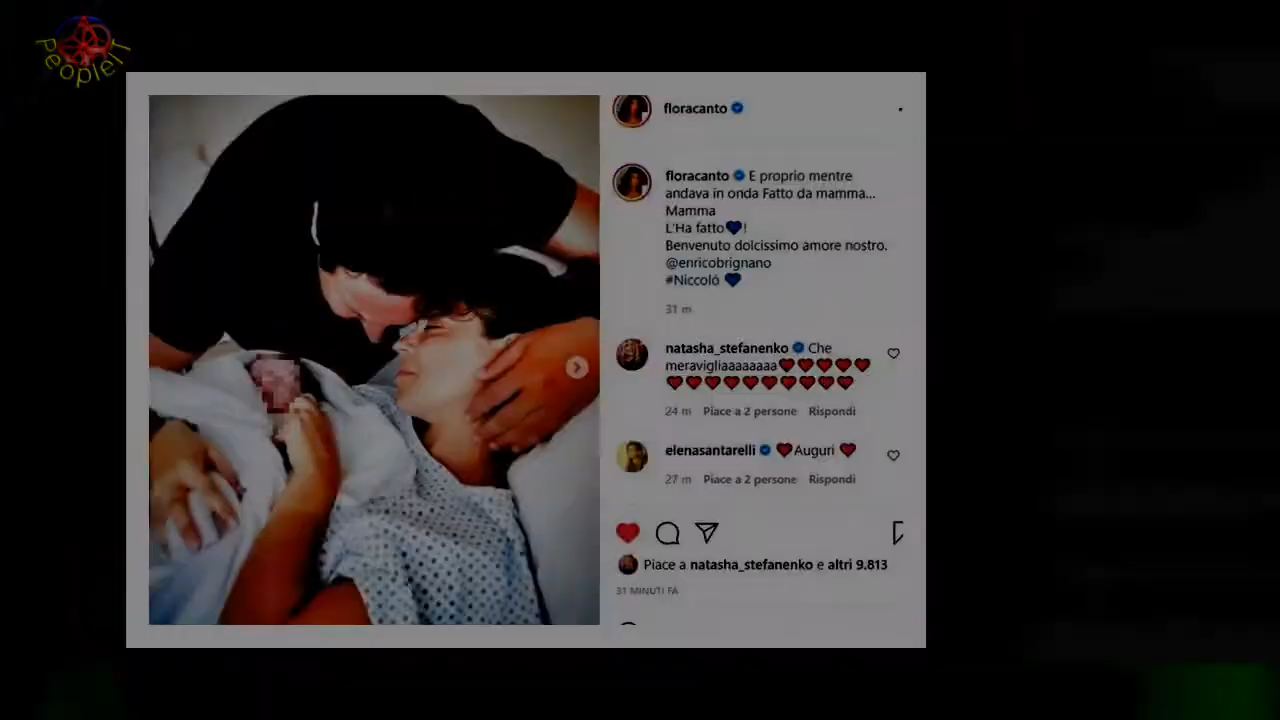 PeopleIT
floracanto
floracanto E proprio mentre
andava in onda Fatto da mamma...
Mamma
L'Ha fatto💙!
Benvenuto dolcissimo amore nostro.
@enricobrignano
#Niccoló 💙
31 m
natasha_stefanenko Che
meravigliaaaaaaaa❤❤❤❤❤
❤❤❤❤❤❤❤❤❤❤
24 m Piace a 2 persone Rispondi
elenasantarelli ❤Auguri ❤
27 m Piace a 2 persone Rispondi
Piace a natasha_stefanenko e altri 9.813
31 MINUTI FA